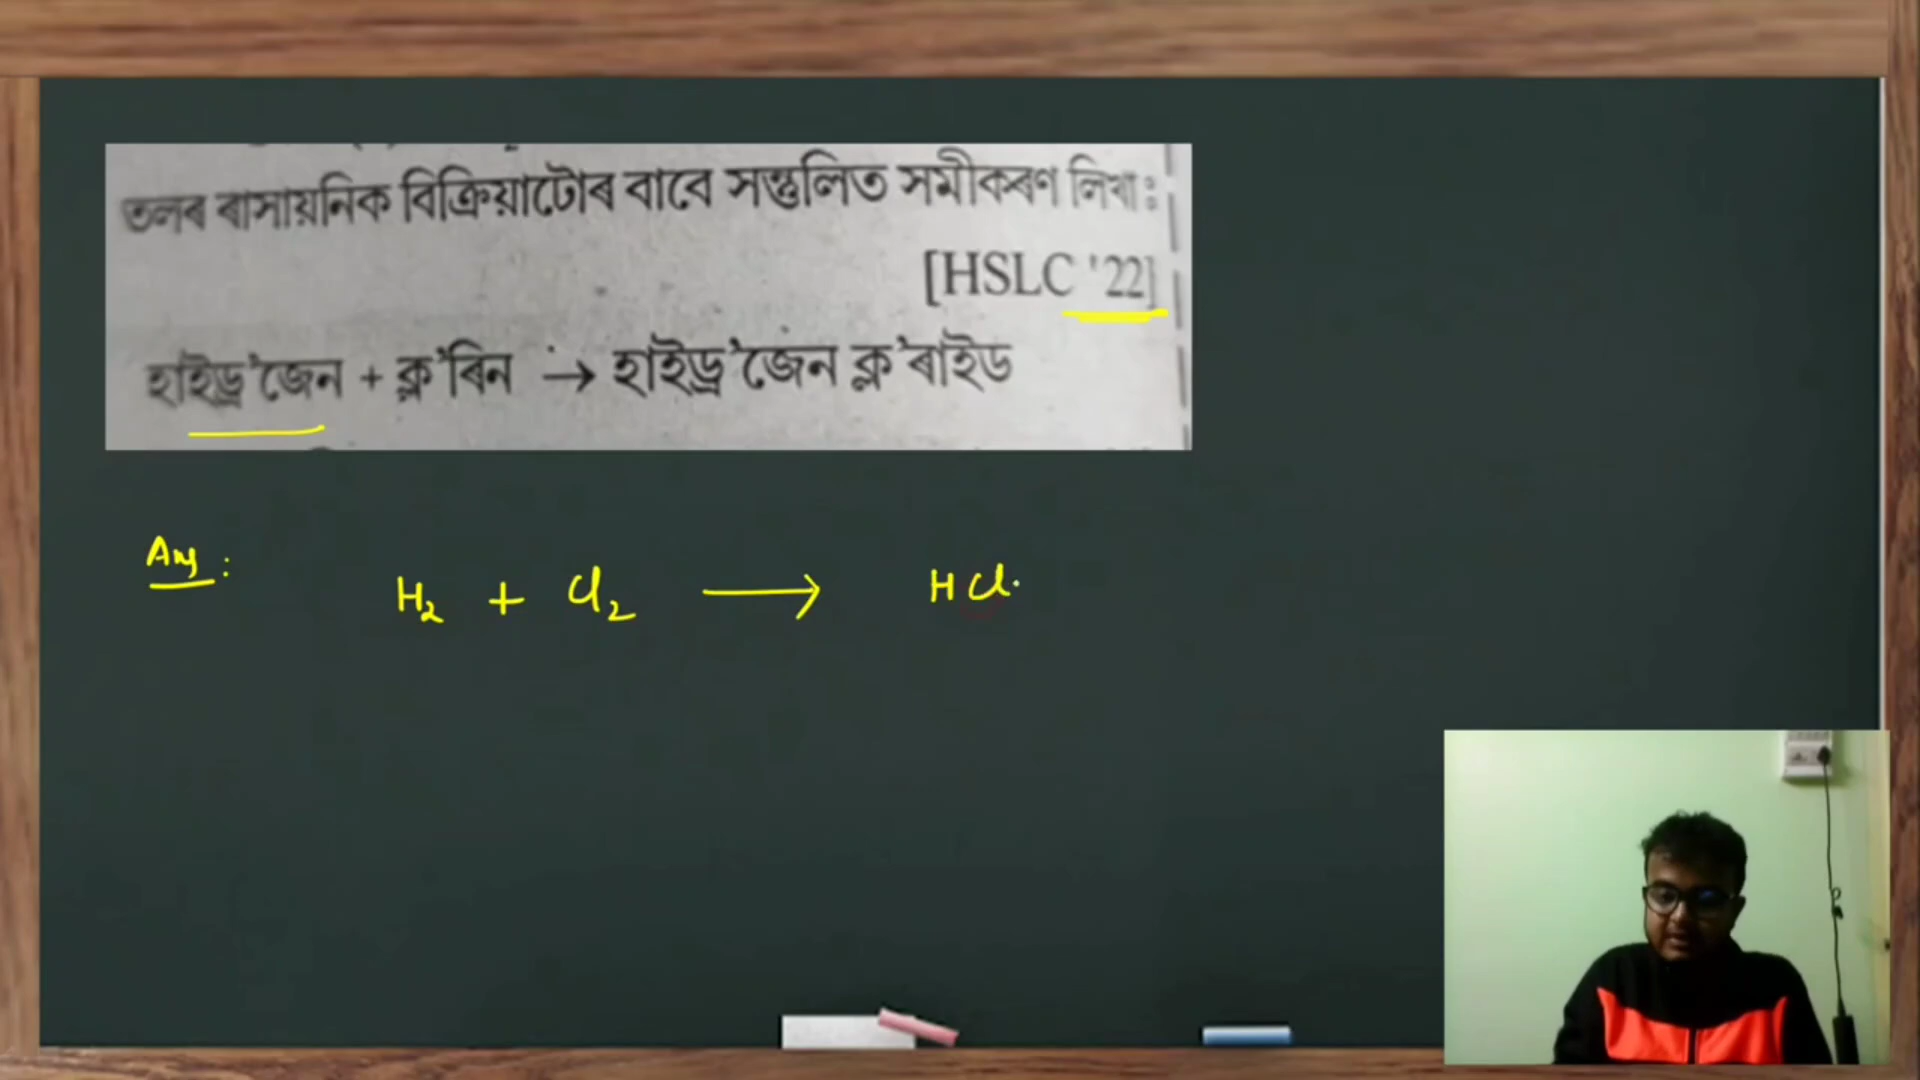 তলৰ ৰাসায়নিক বিক্ৰিয়াটোৰ বাবে সন্তুলিত সমীকৰণ লিখা :
[HSLC '22]
হাইড্ৰ'জেন + ক্ল'ৰিন → হাইড্ৰ'জেন ক্ল'ৰাইড
Ans :
H₂ + Cl₂ ⟶ HCl.